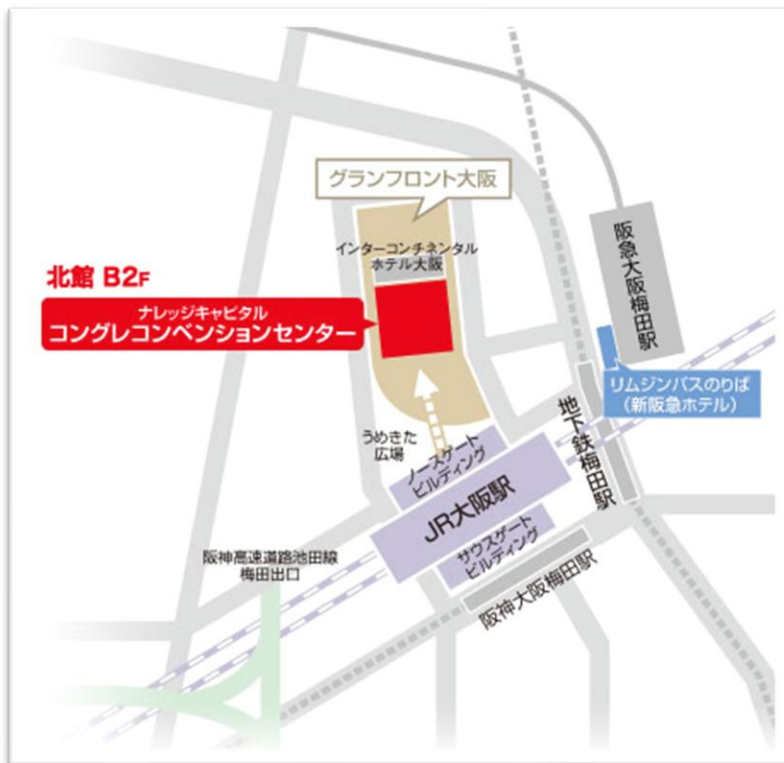 グランフロント大阪
インターコンチネンタル
ホテル大阪
北館 B2F
ナレッジキャピタル
コングレコンベンションセンター
阪急大阪梅田駅
リムジンバスのりば
(新阪急ホテル)
地下鉄梅田駅
うめきた
広場
ノースゲート
ビルディング
JR大阪駅
サウスゲート
ビルディング
阪神高速道路池田線
梅田出口
阪神大阪梅田駅